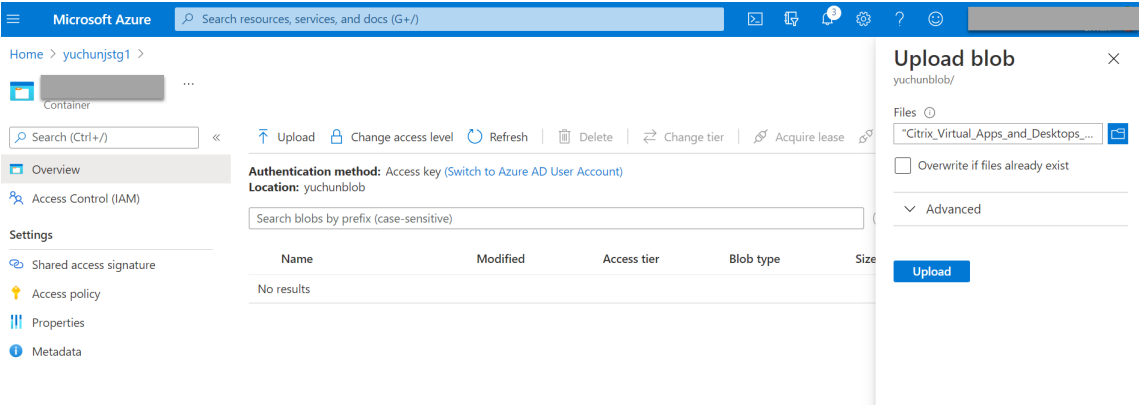 Microsoft Azure
Search resources, services, and docs (G+/)
3
Home > yuchunjstg1 >
...
Container
Search (Ctrl+/)
«
Overview
Access Control (IAM)
Settings
Shared access signature
Access policy
Properties
Metadata
Upload Change access level Refresh Delete Change tier Acquire lease
Authentication method: Access key (Switch to Azure AD User Account)
Location: yuchunblob
Search blobs by prefix (case-sensitive)
Name Modified Access tier Blob type Size
No results
Upload blob
yuchunblob/
Files
"Citrix_Virtual_Apps_and_Desktops_...
Overwrite if files already exist
Advanced
Upload